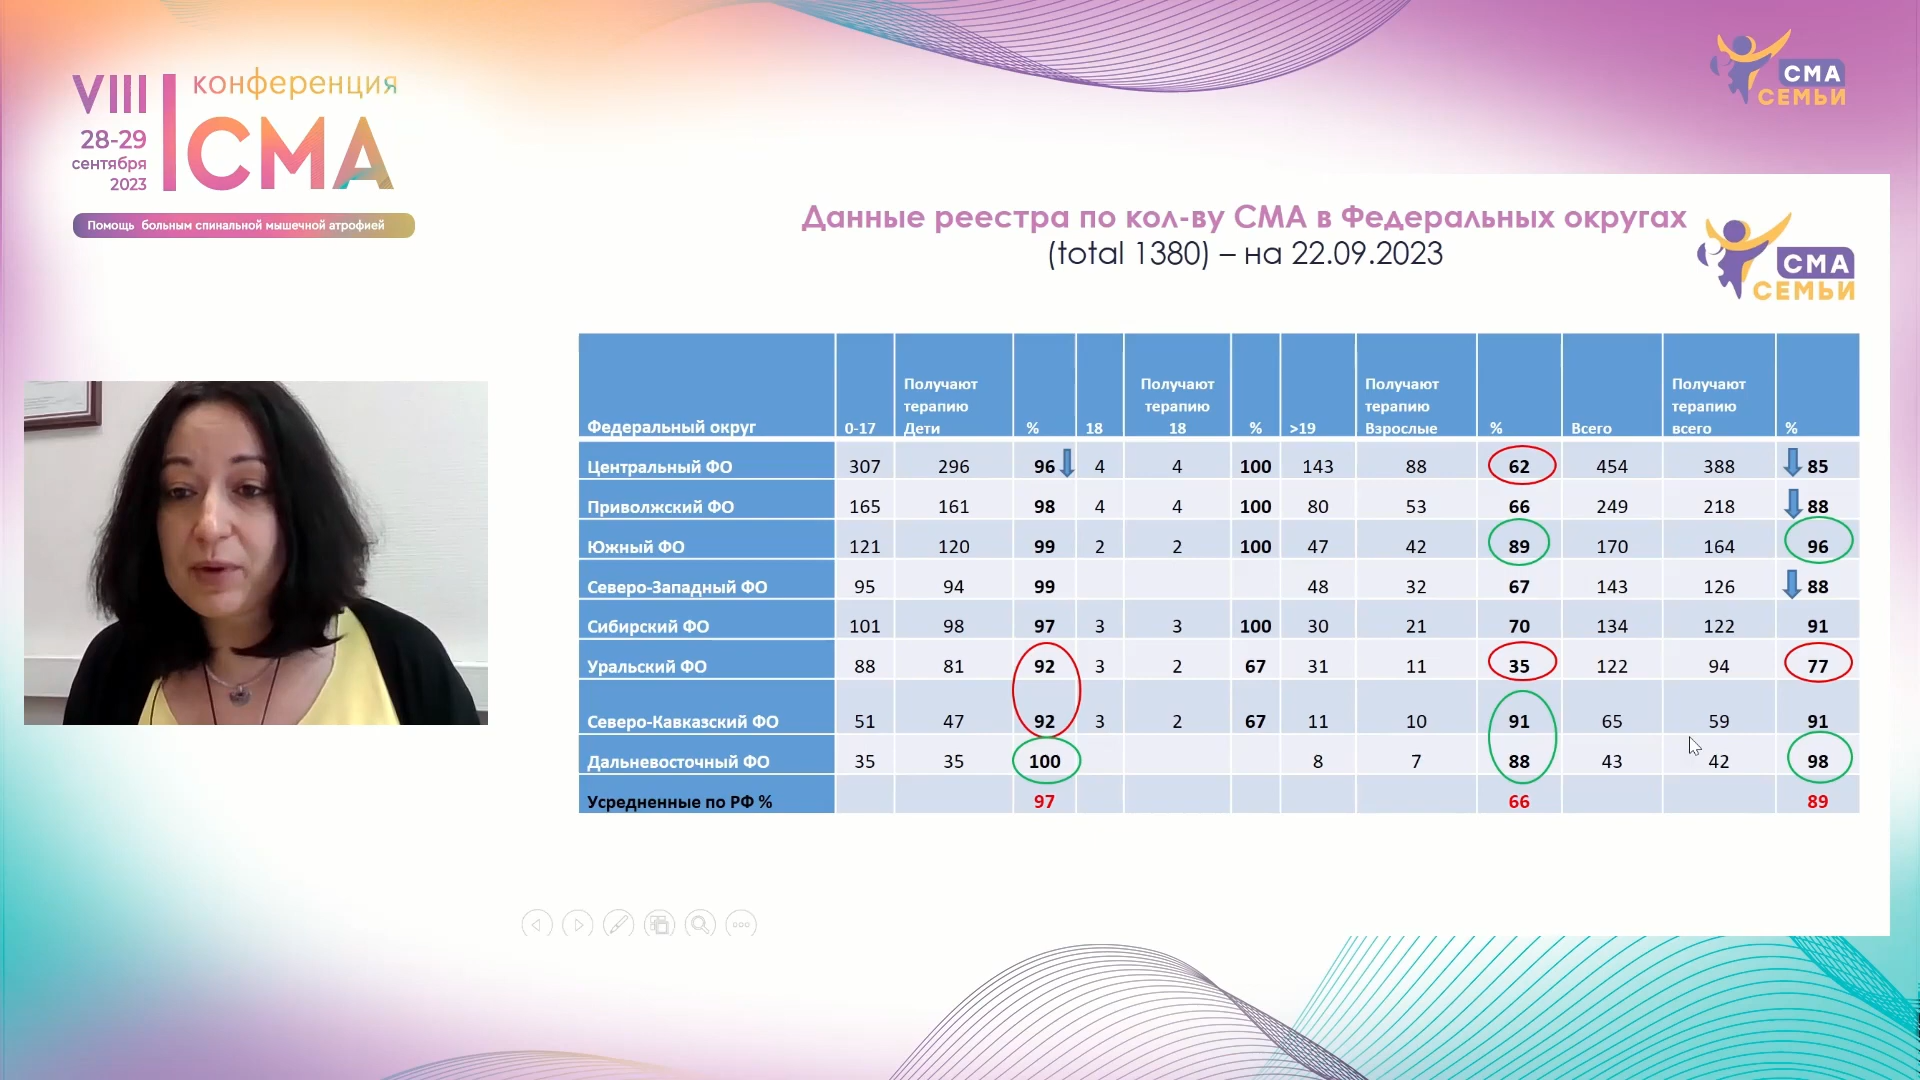 VIII
конференция
28-29
сентября
2023
СМА
Помощь больным спинальной мышечной атрофией
СМА
СЕМЬИ
Данные реестра по кол-ву СМА в Федеральных округах
(total 1380) – на 22.09.2023
СМА
СЕМЬИ
Федеральный округ 0-17 Получают терапию Дети % 18 Получают терапию 18 % >19 Получают терапию Взрослые % Всего Получают терапию всего %
Центральный ФО 307 296 96 4 4 100 143 88 62 454 388 85
Приволжский ФО 165 161 98 4 4 100 80 53 66 249 218 88
Южный ФО 121 120 99 2 2 100 47 42 89 170 164 96
Северо-Западный ФО 95 94 99 48 32 67 143 126 88
Сибирский ФО 101 98 97 3 3 100 30 21 70 134 122 91
Уральский ФО 88 81 92 3 2 67 31 11 35 122 94 77
Северо-Кавказский ФО 51 47 92 3 2 67 11 10 91 65 59 91
Дальневосточный ФО 35 35 100 8 7 88 43 42 98
Усредненные по РФ % 97 66 89